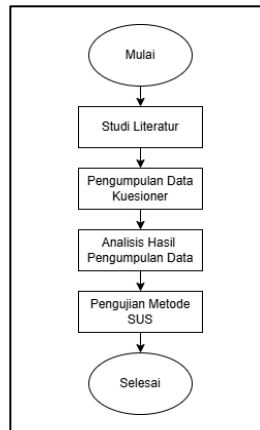 Mulai
Studi Literatur
Pengumpulan Data
Kuesioner
Analisis Hasil
Pengumpulan Data
Pengujian Metode
SUS
Selesai